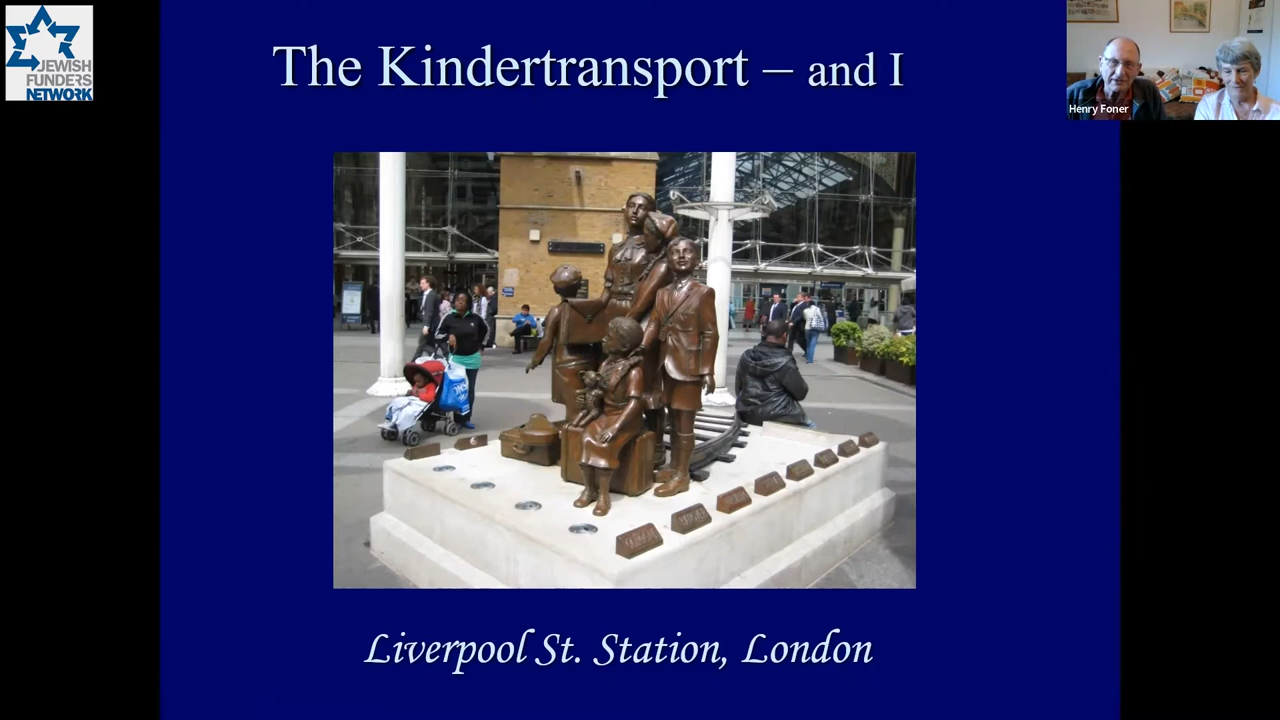 JEWISH
FUNDERS
NETWORK
The Kindertransport – and I
Henry Foner
Liverpool St. Station, London